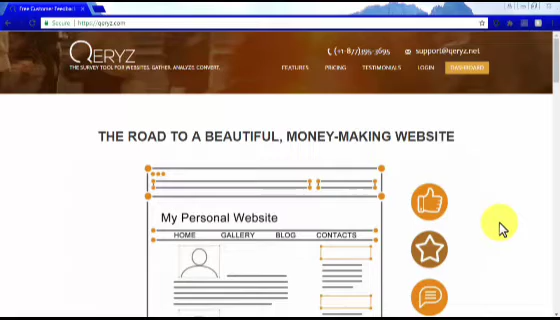 Free Customer Feedback
Secure
https://qeryz.com
QERYZ
THE SURVEY TOOL FOR WEBSITES. GATHER. ANALYZE. CONVERT.
(+1-877)395-3695
support@qeryz.net
FEATURES
PRICING
TESTIMONIALS
LOGIN
DASHBOARD
THE ROAD TO A BEAUTIFUL, MONEY-MAKING WEBSITE
My Personal Website
HOME GALLERY BLOG CONTACTS